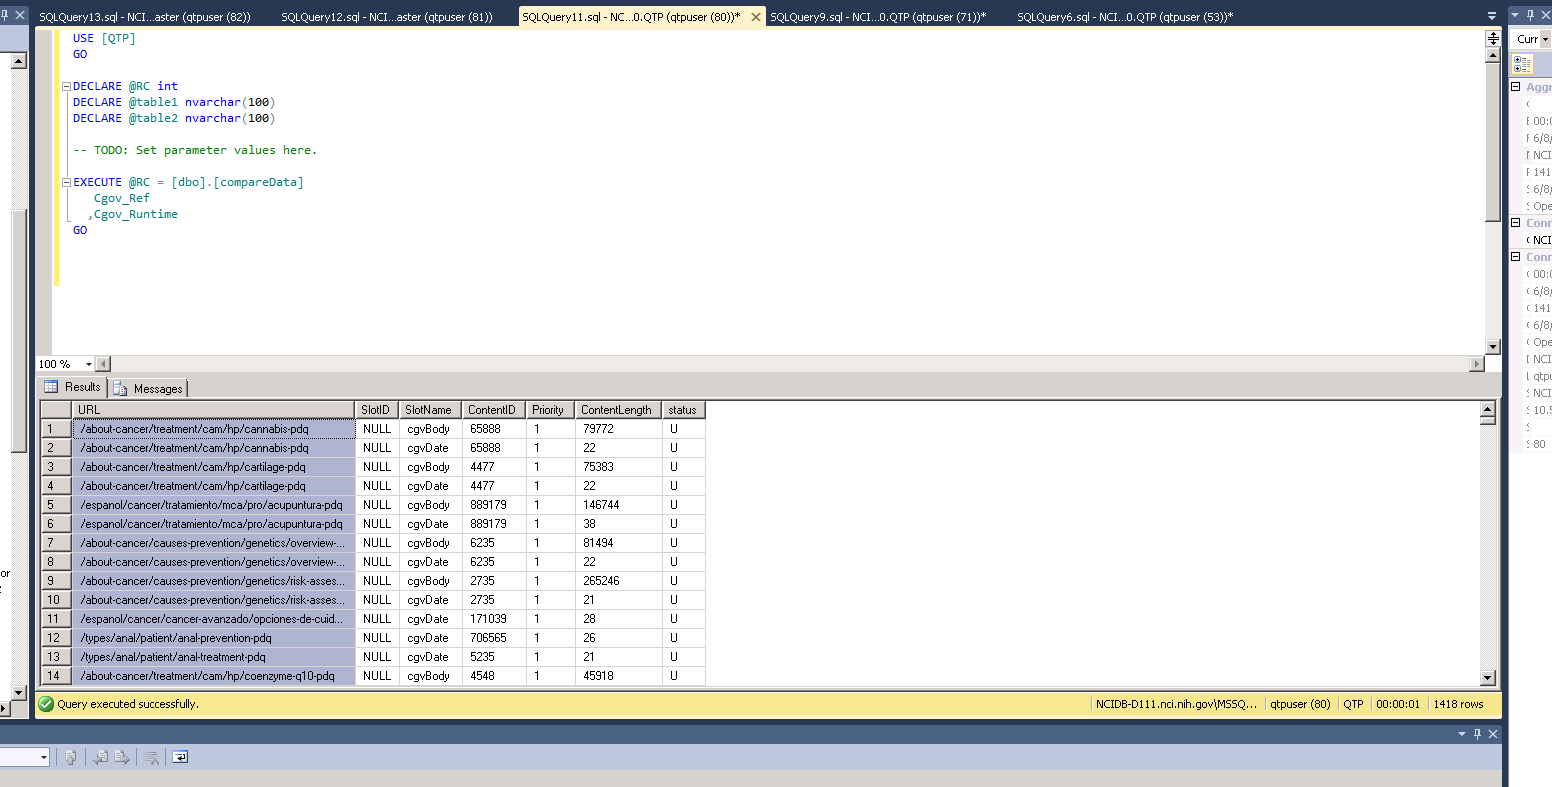 SQLQuery13.sql - NCI...aster (qtpuser (82)) SQLQuery12.sql - NCI...aster (qtpuser (81)) SQLQuery11.sql - NC...0.QTP (qtpuser (80))* SQLQuery9.sql - NCI...0.QTP (qtpuser (71))* SQLQuery6.sql - NCI...0.QTP (qtpuser (53))*
USE [QTP]
GO
DECLARE @RC int
DECLARE @table1 nvarchar(100)
DECLARE @table2 nvarchar(100)
-- TODO: Set parameter values here.
EXECUTE @RC = [dbo].[compareData]
Cgov_Ref
,Cgov_Runtime
GO
100 %
Results Messages
URL SlotID SlotName ContentID Priority ContentLength status
1 /about-cancer/treatment/cam/hp/cannabis-pdq NULL cgvBody 65888 1 79772 U
2 /about-cancer/treatment/cam/hp/cannabis-pdq NULL cgvDate 65888 1 22 U
3 /about-cancer/treatment/cam/hp/cartilage-pdq NULL cgvBody 4477 1 75383 U
4 /about-cancer/treatment/cam/hp/cartilage-pdq NULL cgvDate 4477 1 22 U
5 /espanol/cancer/tratamiento/mca/pro/acupuntura-pdq NULL cgvBody 889179 1 146744 U
6 /espanol/cancer/tratamiento/mca/pro/acupuntura-pdq NULL cgvDate 889179 1 38 U
7 /about-cancer/causes-prevention/genetics/overview-... NULL cgvBody 6235 1 81494 U
8 /about-cancer/causes-prevention/genetics/overview-... NULL cgvDate 6235 1 22 U
9 /about-cancer/causes-prevention/genetics/risk-asses... NULL cgvBody 2735 1 265246 U
10 /about-cancer/causes-prevention/genetics/risk-asses... NULL cgvDate 2735 1 21 U
11 /espanol/cancer/cancer-avanzado/opciones-de-cuid... NULL cgvDate 171039 1 28 U
12 /types/anal/patient/anal-prevention-pdq NULL cgvDate 706565 1 26 U
13 /types/anal/patient/anal-treatment-pdq NULL cgvDate 5235 1 21 U
14 /about-cancer/treatment/cam/hp/coenzyme-q10-pdq NULL cgvBody 4548 1 45918 U
Query executed successfully. NCIDB-D111.nci.nih.gov\MSSQ... qtpuser (80) QTP 00:00:01 1418 rows
Curr
Aggr
00:0
6/8/
NCI
141
6/8/
Ope
Conn
NCI
Conn
00:0
6/8/
141
6/8/
Ope
NCI
qtpu
NCI
10.5
80
or